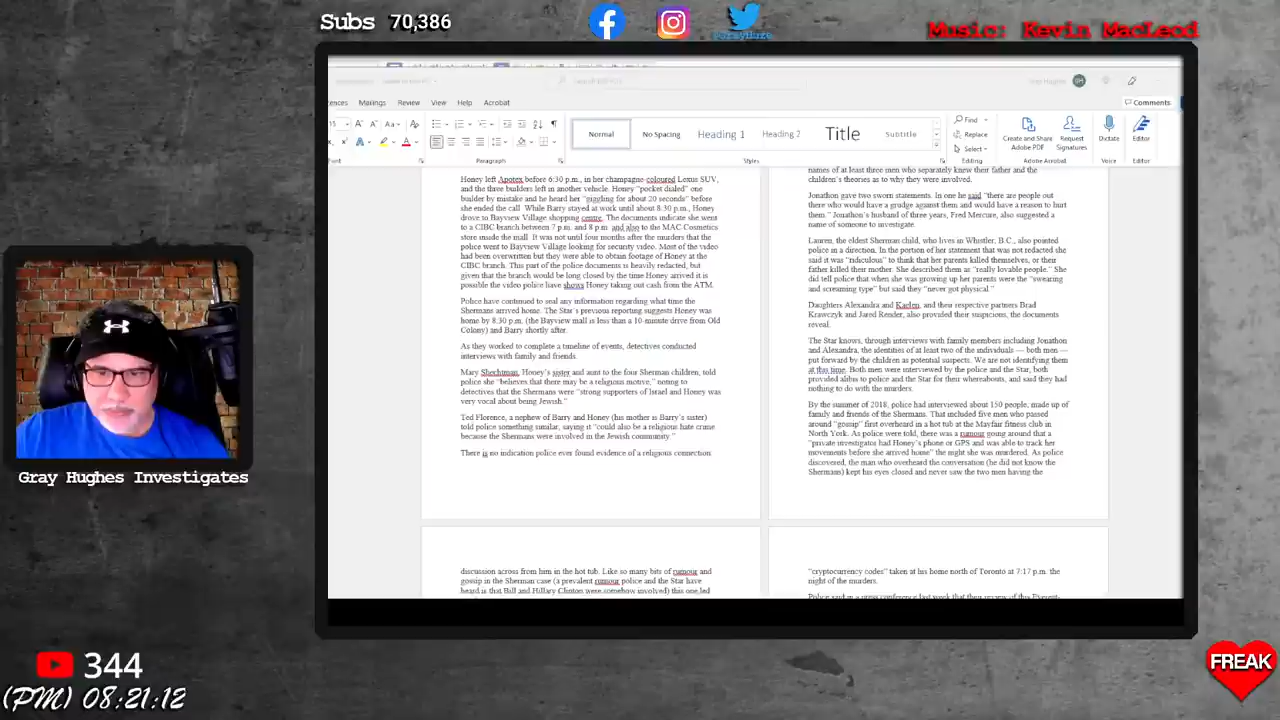 Subs 70,386
Music: Kevin MacLeod
Mailings Review View Help Acrobat
Comments
Normal No Spacing Heading 1 Heading 2 Title Subtitle
Find
Replace
Select
Create and Share Adobe PDF
Request Signatures
Dictate
Editor
Paragraph Styles Editing Adobe Acrobat Voice Editor
Honey left Apotex before 6:30 p.m., in her champagne-coloured Lexus SUV,
and the three builders left in another vehicle. Honey “pocket dialed” one
builder by mistake and he heard her “giggling for about 20 seconds” before
she ended the call. While Barry stayed at work until about 8:30 p.m., Honey
drove to Bayview Village shopping centre. The documents indicate she went
to a CIBC branch between 7 p.m. and 8 p.m. and also to the MAC Cosmetics
store inside the mall. It was not until four months after the murders that the
police went to Bayview Village looking for security video. Most of the video
had been overwritten but they were able to obtain footage of Honey at the
CIBC branch. This part of the police documents is heavily redacted, but
given that the branch would be long closed by the time Honey arrived it is
possible the video police have shows Honey taking out cash from the ATM.
Police have continued to seal any information regarding what time the
Shermans arrived home. The Star’s previous reporting suggests Honey was
home by 8:30 p.m. (the Bayview mall is less than a 10-minute drive from Old
Colony) and Barry shortly after.
As they worked to complete a timeline of events, detectives conducted
interviews with family and friends.
Mary Shechtman, Honey’s sister and aunt to the four Sherman children, told
police she “believes that there may be a religious motive,” noting to
detectives that the Shermans were “strong supporters of Israel and Honey was
very vocal about being Jewish.”
Ted Florence, a nephew of Barry and Honey (his mother is Barry’s sister)
told police something similar, saying it “could also be a religious hate crime
because the Shermans were involved in the Jewish community.”
There is no indication police ever found evidence of a religious connection.
names of at least three men who separately knew their father and the
children’s theories as to why they were involved.
Jonathon gave two sworn statements. In one he said “there are people out
there who would have a grudge against them and would have a reason to hurt
them.” Jonathon’s husband of three years, Fred Mercure, also suggested a
name of someone to investigate.
Lauren, the eldest Sherman child, who lives in Whistler, B.C., also pointed
police in a direction. In the portion of her statement that was not redacted she
said it was “ridiculous” to think that her parents killed themselves, or their
father killed their mother. She described them as “really lovable people.” She
did tell police that when she was growing up her parents were the “swearing
and screaming type” but said they “never got physical.”
Daughters Alexandra and Kaelen, and their respective partners Brad
Krawczyk and Jared Render, also provided their suspicions, the documents
reveal.
The Star knows, through interviews with family members including Jonathon
and Alexandra, the identities of at least two of the individuals — both men —
put forward by the children as potential suspects. We are not identifying them
at this time. Both men were interviewed by the police and the Star, both
provided alibis to police and the Star for their whereabouts, and said they had
nothing to do with the murders.
By the summer of 2018, police had interviewed about 150 people, made up of
family and friends of the Shermans. That included five men who passed
around “gossip” first overheard in a hot tub at the Mayfair fitness club in
North York. As police were told, there was a rumour going around that a
“private investigator had Honey’s phone or GPS and was able to track her
movements before she arrived home” the night she was murdered. As police
discovered, the man who overheard the conversation (he did not know the
Shermans) kept his eyes closed and never saw the two men having the
discussion across from him in the hot tub. Like so many bits of rumour and
gossip in the Sherman case (a prevalent rumour police and the Star have
heard is that Bill and Hillary Clinton were somehow involved) this one led
“cryptocurrency codes” taken at his home north of Toronto at 7:17 p.m. the
night of the murders.
Gray Hughes Investigates
344
(PM) 08:21:12
FREAK